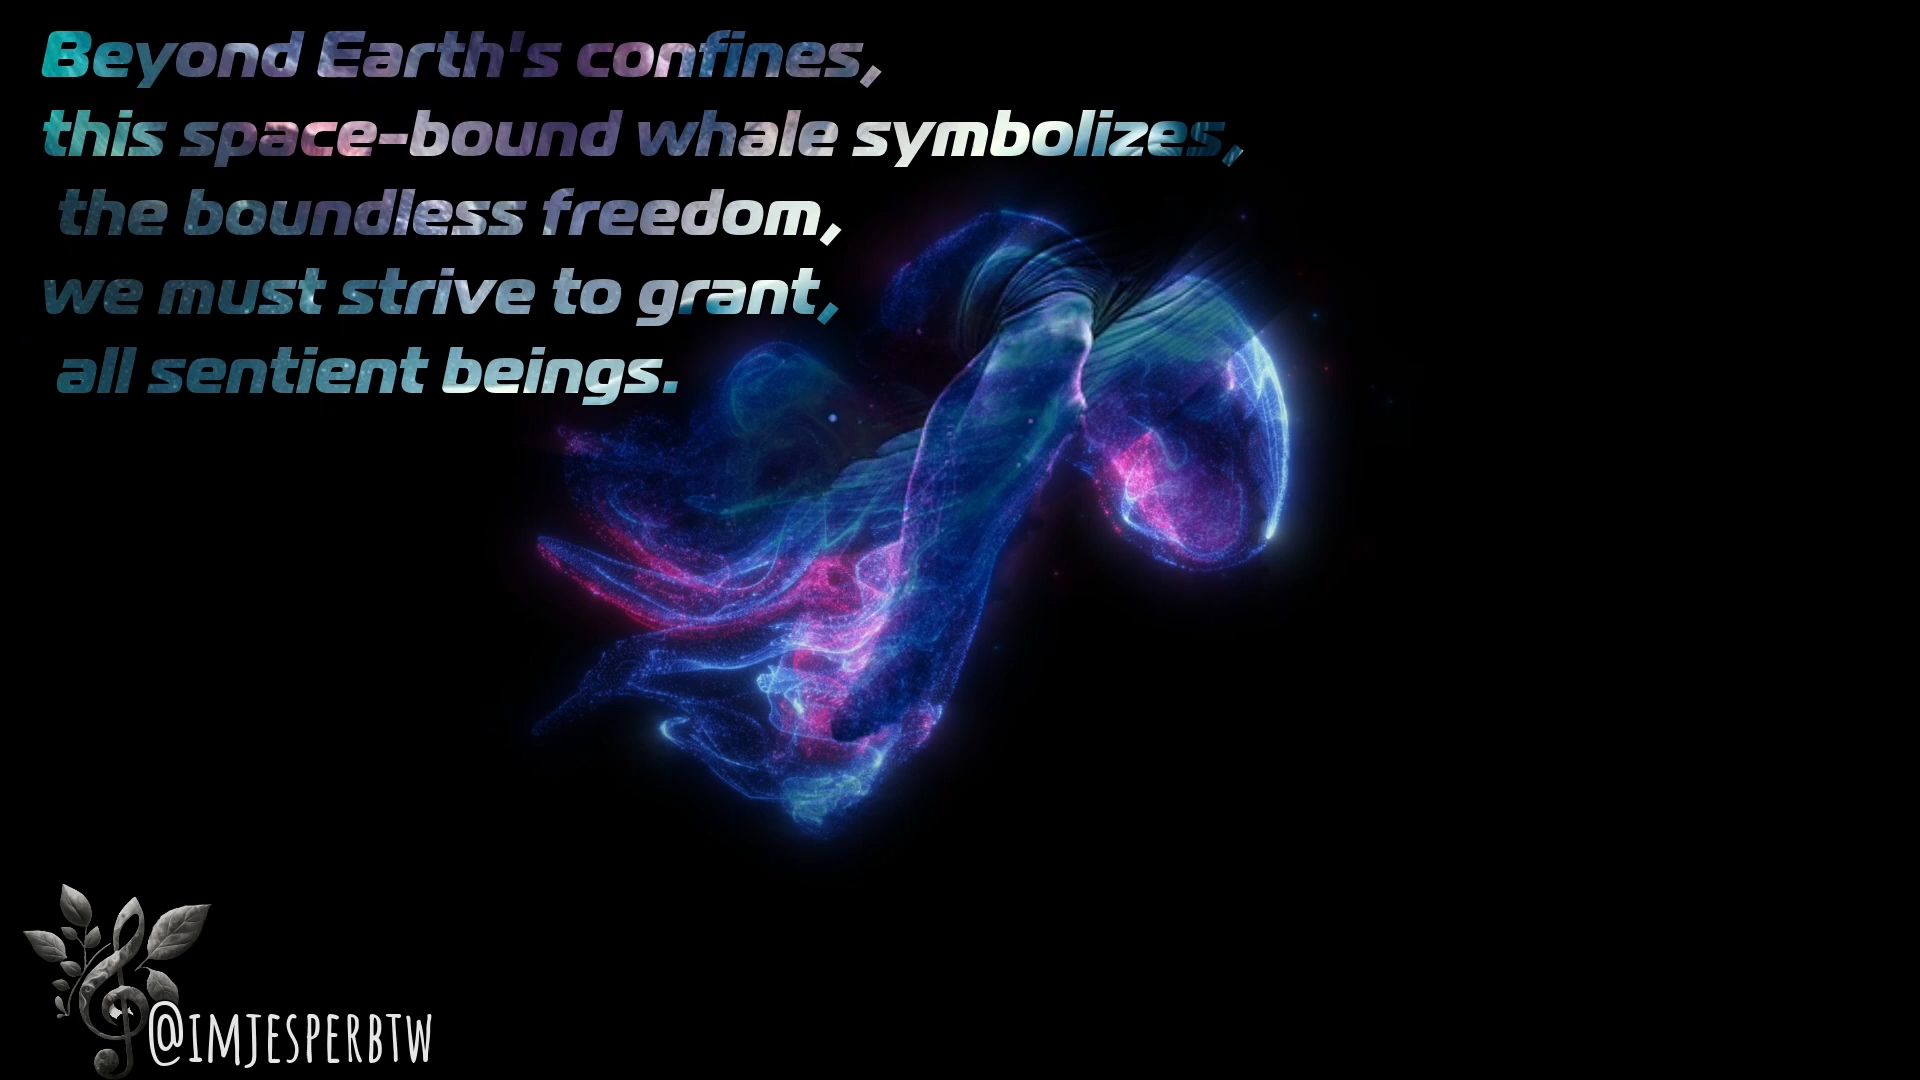 Beyond Earth's confines,
this space-bound whale symbolizes,
the boundless freedom,
we must strive to grant,
all sentient beings.
@IMJESPERBTW